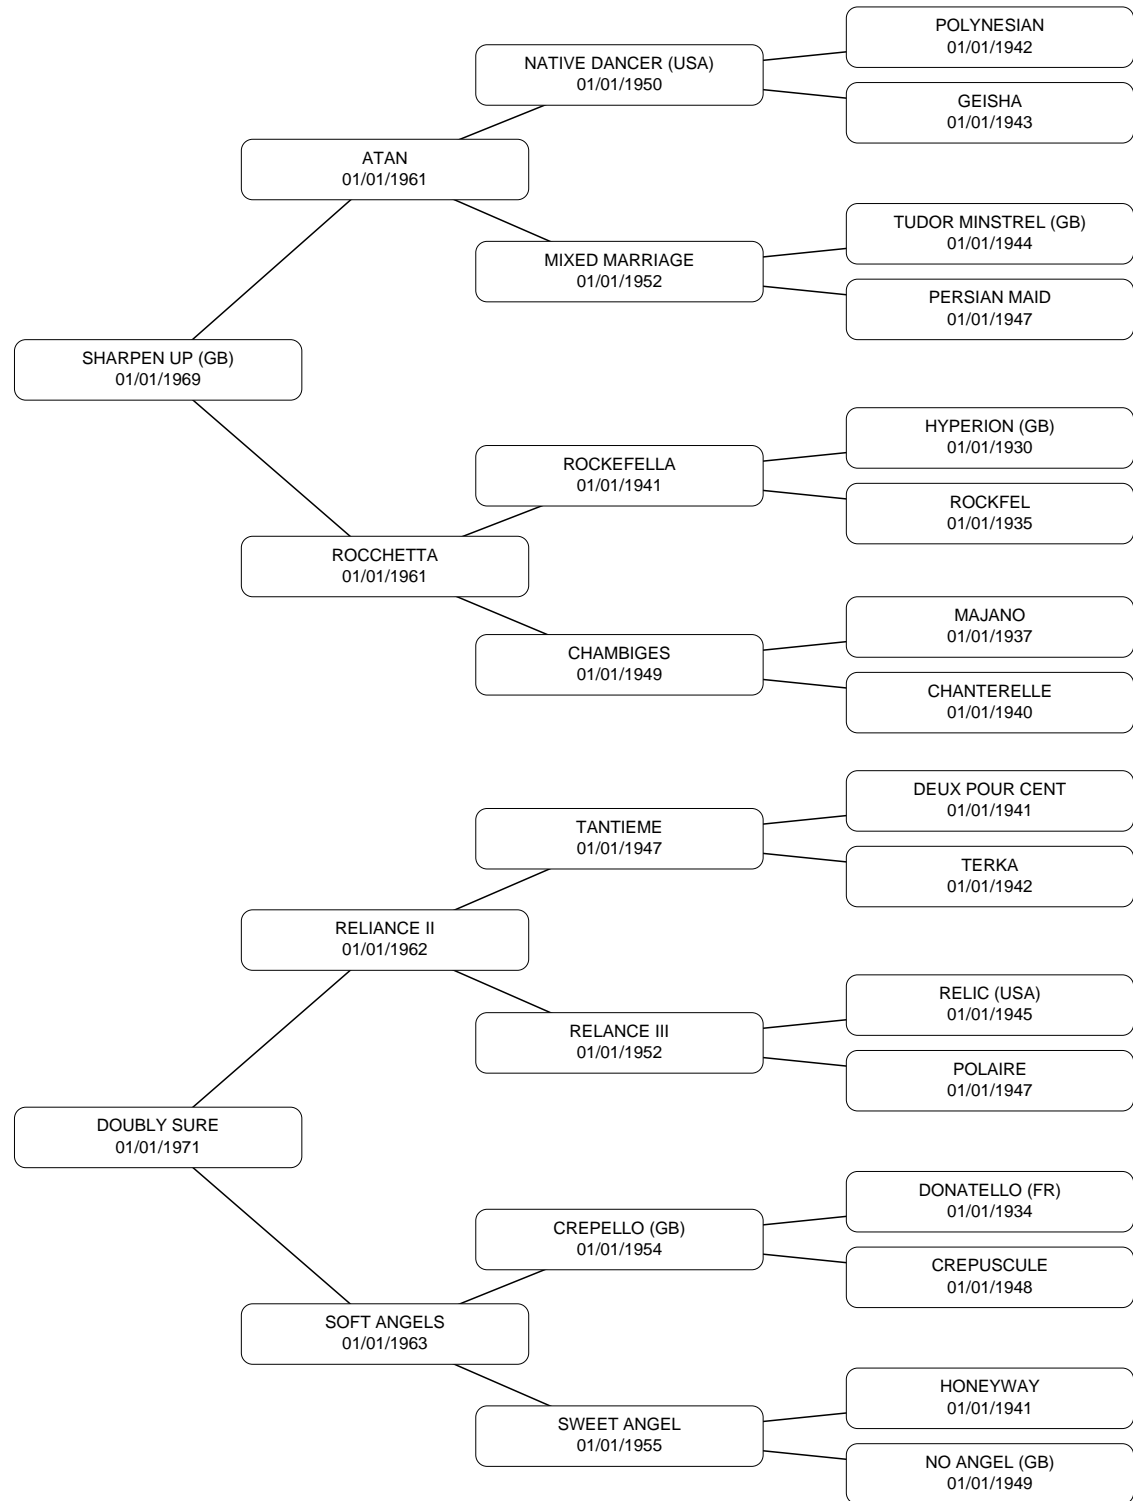 POLYNESIAN
01/01/1942
NATIVE DANCER (USA)
01/01/1950
GEISHA
01/01/1943
ATAN
01/01/1961
TUDOR MINSTREL (GB)
01/01/1944
MIXED MARRIAGE
01/01/1952
PERSIAN MAID
01/01/1947
SHARPEN UP (GB)
01/01/1969
HYPERION (GB)
01/01/1930
ROCKEFELLA
01/01/1941
ROCKFEL
01/01/1935
ROCCHETTA
01/01/1961
MAJANO
01/01/1937
CHAMBIGES
01/01/1949
CHANTERELLE
01/01/1940
DEUX POUR CENT
01/01/1941
TANTIEME
01/01/1947
TERKA
01/01/1942
RELIANCE II
01/01/1962
RELIC (USA)
01/01/1945
RELANCE III
01/01/1952
POLAIRE
01/01/1947
DOUBLY SURE
01/01/1971
DONATELLO (FR)
01/01/1934
CREPELLO (GB)
01/01/1954
CREPUSCULE
01/01/1948
SOFT ANGELS
01/01/1963
HONEYWAY
01/01/1941
SWEET ANGEL
01/01/1955
NO ANGEL (GB)
01/01/1949